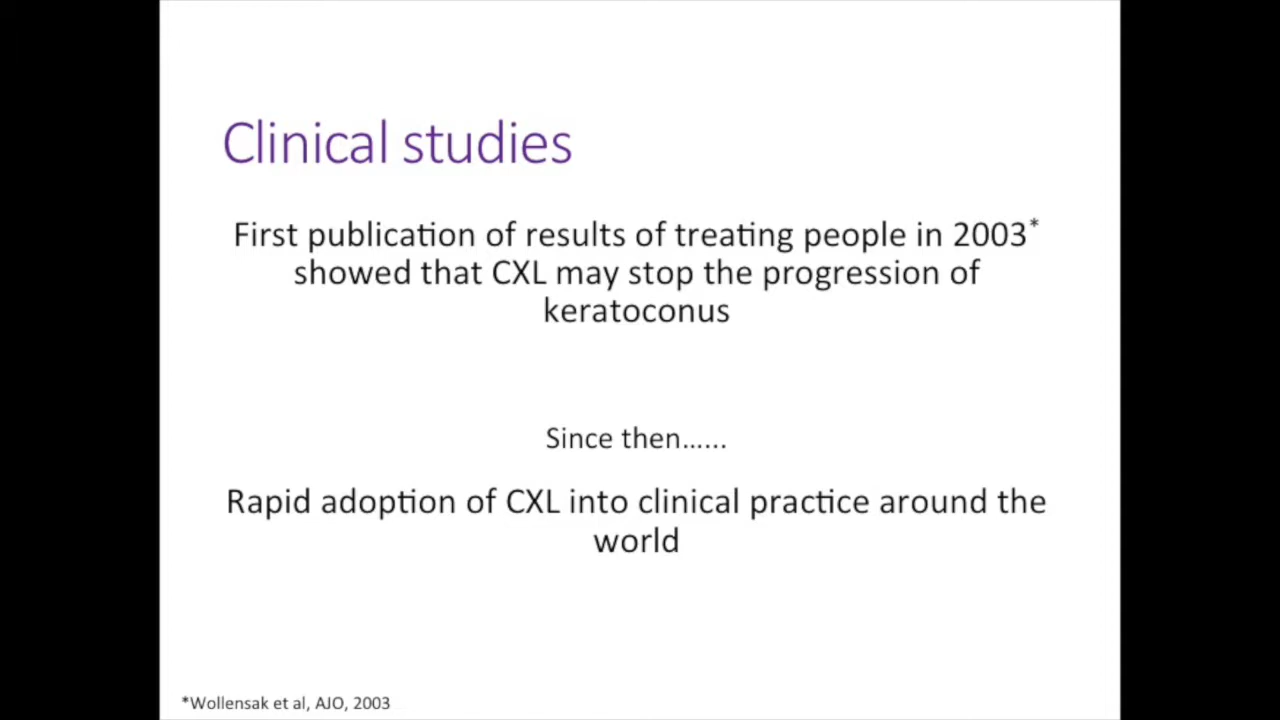 Clinical studies
First publication of results of treating people in 2003*
showed that CXL may stop the progression of
keratoconus
Since then......
Rapid adoption of CXL into clinical practice around the
world
*Wollensak et al, AJO, 2003